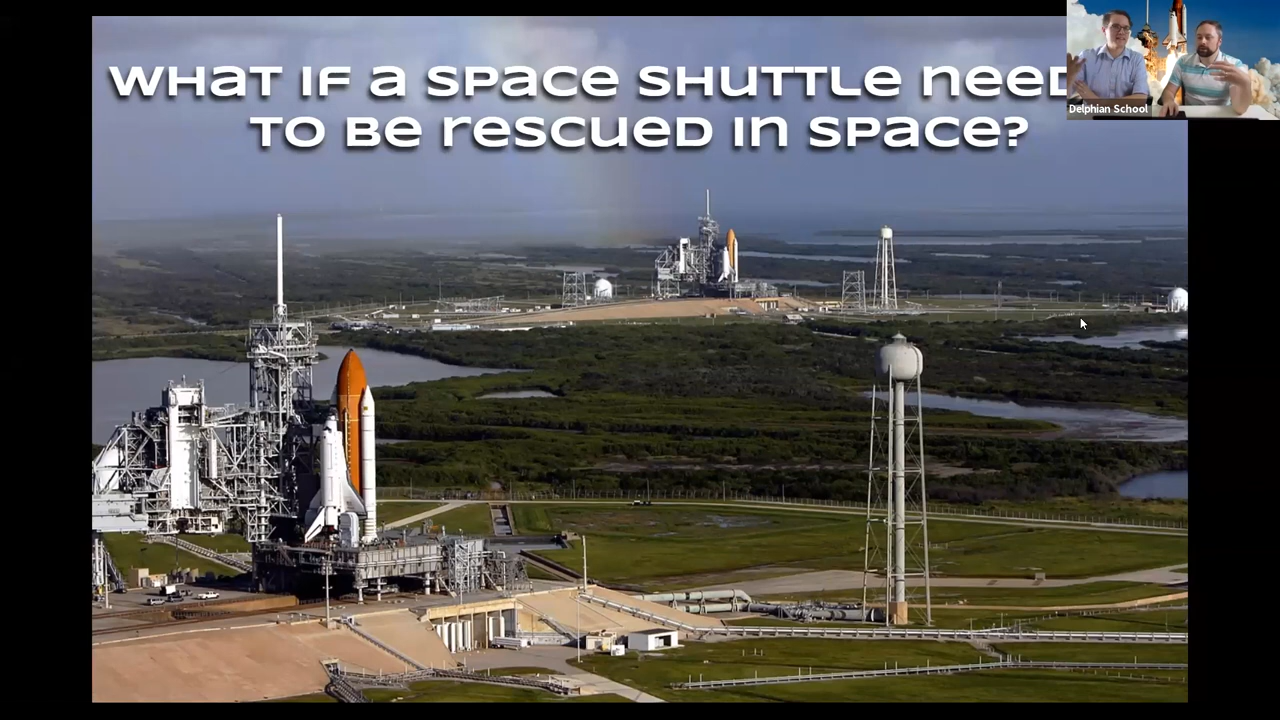 WHAT IF A SPACE SHUTTLE NEED
TO BE RESCUED IN SPACE?
Delphian School